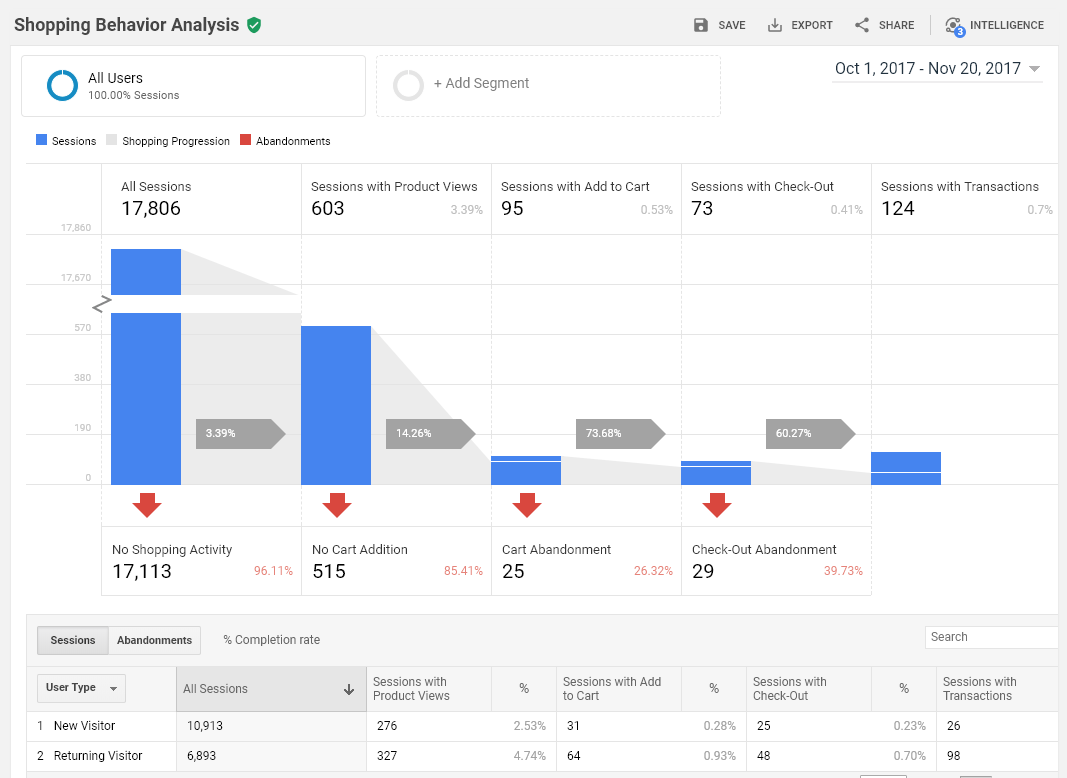 Shopping Behavior Analysis
SAVE EXPORT SHARE 3 INTELLIGENCE
All Users
100.00% Sessions
+ Add Segment
Oct 1, 2017 - Nov 20, 2017
Sessions Shopping Progression Abandonments
All Sessions Sessions with Product Views Sessions with Add to Cart Sessions with Check-Out Sessions with Transactions
17,806 603 3.39% 95 0.53% 73 0.41% 124 0.7%
17,860
17,670
570
380
190
3.39% 14.26% 73.68% 60.27%
0
No Shopping Activity No Cart Addition Cart Abandonment Check-Out Abandonment
17,113 96.11% 515 85.41% 25 26.32% 29 39.73%
Sessions Abandonments % Completion rate Search
User Type All Sessions Sessions with Product Views % Sessions with Add to Cart % Sessions with Check-Out % Sessions with Transactions
1 New Visitor 10,913 276 2.53% 31 0.28% 25 0.23% 26
2 Returning Visitor 6,893 327 4.74% 64 0.93% 48 0.70% 98